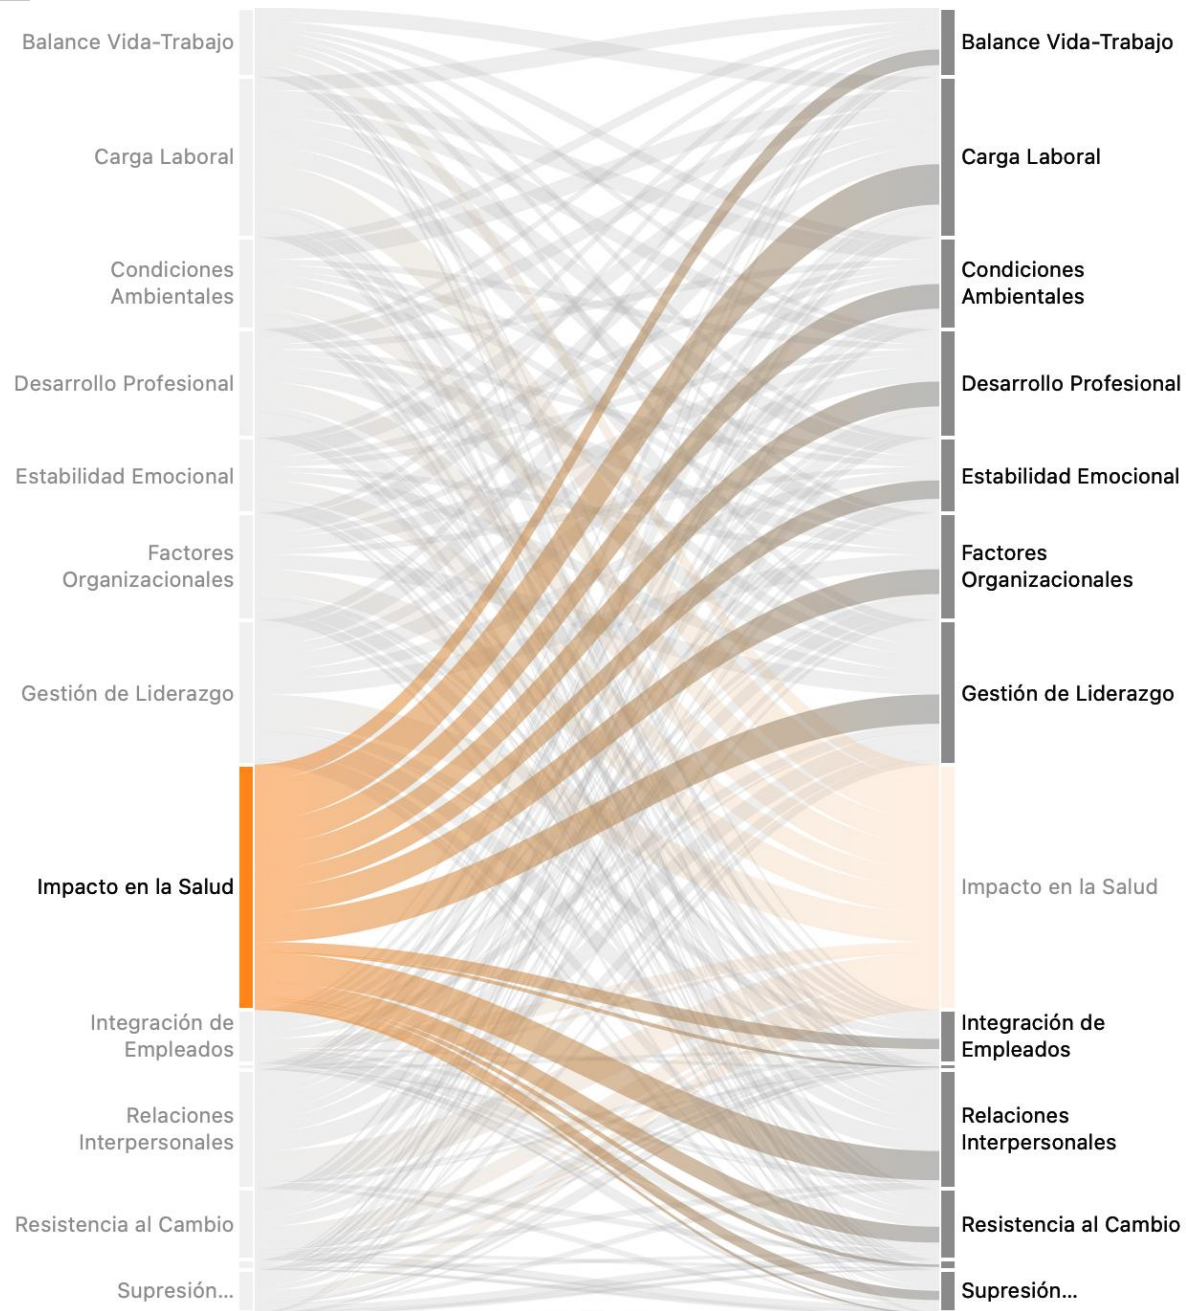 Balance Vida-Trabajo
Carga Laboral
Condiciones
Ambientales
Desarrollo Profesional
Estabilidad Emocional
Factores
Organizacionales
Gestión de Liderazgo
Impacto en la Salud
Integración de
Empleados
Relaciones
Interpersonales
Resistencia al Cambio
Supresión...
Balance Vida-Trabajo
Carga Laboral
Condiciones
Ambientales
Desarrollo Profesional
Estabilidad Emocional
Factores
Organizacionales
Gestión de Liderazgo
Impacto en la Salud
Integración de
Empleados
Relaciones
Interpersonales
Resistencia al Cambio
Supresión...